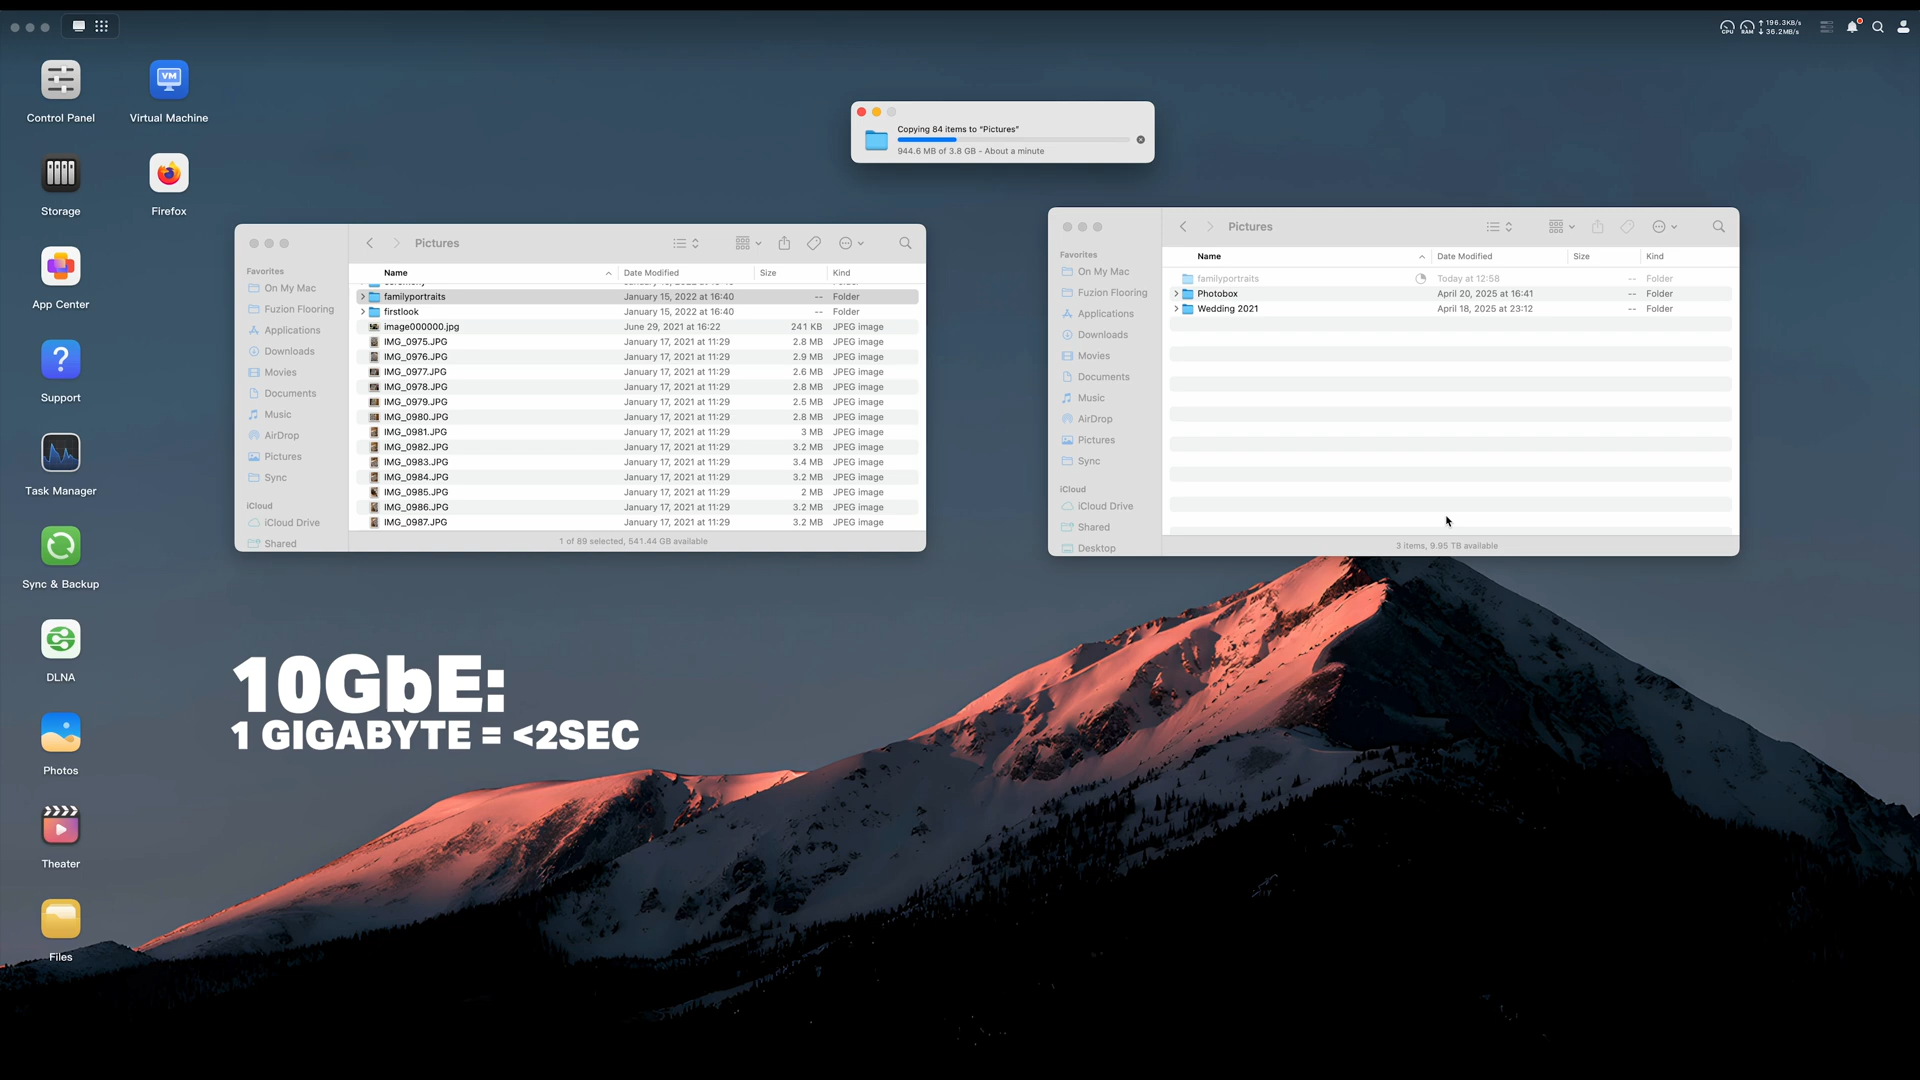 CPU
RAM
↑ 196.3KB/s
↓ 36.2MB/s
Control Panel
Virtual Machine
Storage
Firefox
App Center
Support
Task Manager
Sync & Backup
DLNA
Photos
Theater
Files
VM
Copying 84 items to "Pictures"
944.6 MB of 3.8 GB - About a minute
Pictures
Favorites
On My Mac
Fuzion Flooring
Applications
Downloads
Movies
Documents
Music
AirDrop
Pictures
Sync
iCloud
iCloud Drive
Shared
Name Date Modified Size Kind
familyportraits January 15, 2022 at 16:40 -- Folder
firstlook January 15, 2022 at 16:40 -- Folder
image000000.jpg June 29, 2021 at 16:22 241 KB JPEG image
IMG_0975.JPG January 17, 2021 at 11:29 2.8 MB JPEG image
IMG_0976.JPG January 17, 2021 at 11:29 2.9 MB JPEG image
IMG_0977.JPG January 17, 2021 at 11:29 2.6 MB JPEG image
IMG_0978.JPG January 17, 2021 at 11:29 2.8 MB JPEG image
IMG_0979.JPG January 17, 2021 at 11:29 2.5 MB JPEG image
IMG_0980.JPG January 17, 2021 at 11:29 2.8 MB JPEG image
IMG_0981.JPG January 17, 2021 at 11:29 3 MB JPEG image
IMG_0982.JPG January 17, 2021 at 11:29 3.2 MB JPEG image
IMG_0983.JPG January 17, 2021 at 11:29 3.4 MB JPEG image
IMG_0984.JPG January 17, 2021 at 11:29 3.2 MB JPEG image
IMG_0985.JPG January 17, 2021 at 11:29 2 MB JPEG image
IMG_0986.JPG January 17, 2021 at 11:29 3.2 MB JPEG image
IMG_0987.JPG January 17, 2021 at 11:29 3.2 MB JPEG image
1 of 89 selected, 541.44 GB available
Pictures
Favorites
On My Mac
Fuzion Flooring
Applications
Downloads
Movies
Documents
Music
AirDrop
Pictures
Sync
iCloud
iCloud Drive
Shared
Desktop
Name Date Modified Size Kind
familyportraits Today at 12:58 -- Folder
Photobox April 20, 2025 at 16:41 -- Folder
Wedding 2021 April 18, 2025 at 23:12 -- Folder
3 items, 9.95 TB available
10GbE:
1 GIGABYTE = <2SEC